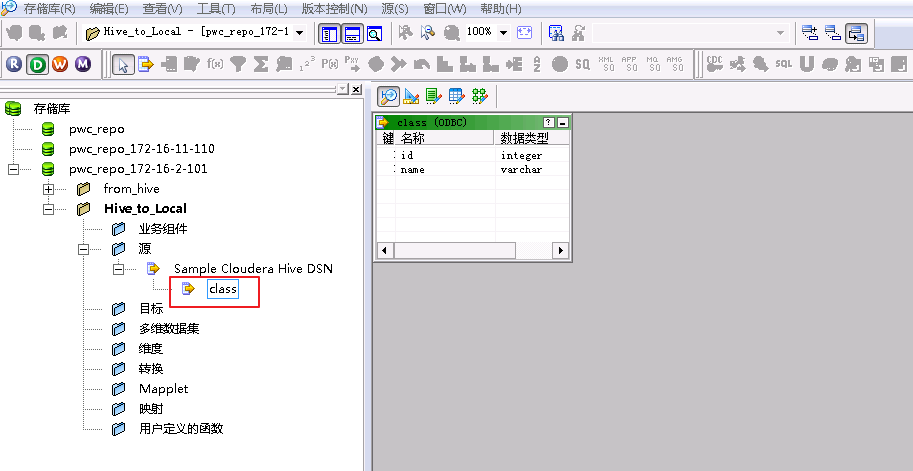 存储库(R) 编辑(E) 查看(V) 工具(T) 布局(L) 版本控制(N) 源(S) 窗口(W) 帮助(H)
Hive_to_Local - [pwc_repo_172-1 100%
R D W M f(x) 1 2 3 P(x) Pxy A Z SQ XML SQ APP SQ MQ SQ AMG SQ CDC SQL U
存储库
pwc_repo
pwc_repo_172-16-11-110
pwc_repo_172-16-2-101
from_hive
Hive_to_Local
业务组件
源
Sample Cloudera Hive DSN
class
目标
多维数据集
维度
转换
Mapplet
映射
用户定义的函数
class (ODBC)
键 名称 数据类型
id integer
name varchar